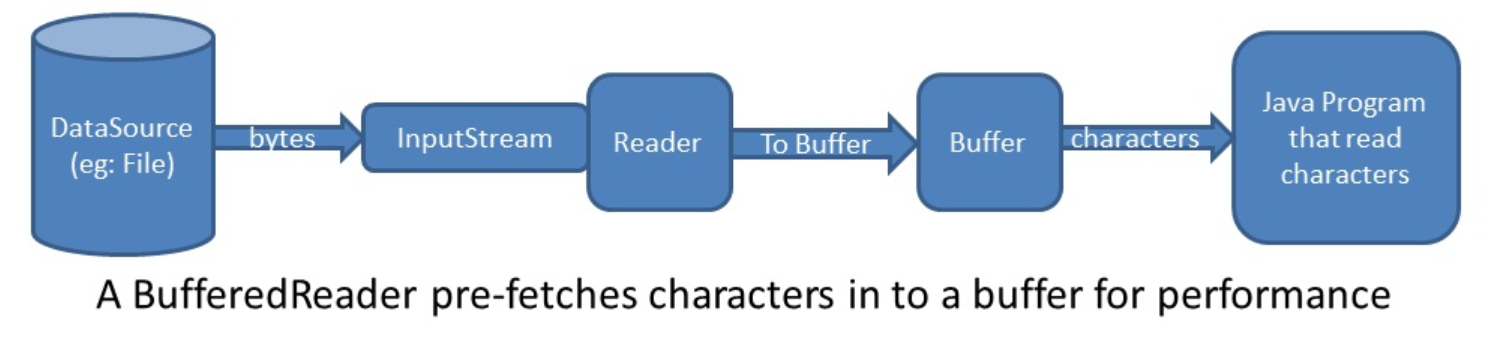 DataSource
(eg: File)
bytes
InputStream
Reader
To Buffer
Buffer
characters
Java Program
that read
characters
A BufferedReader pre-fetches characters in to a buffer for performance